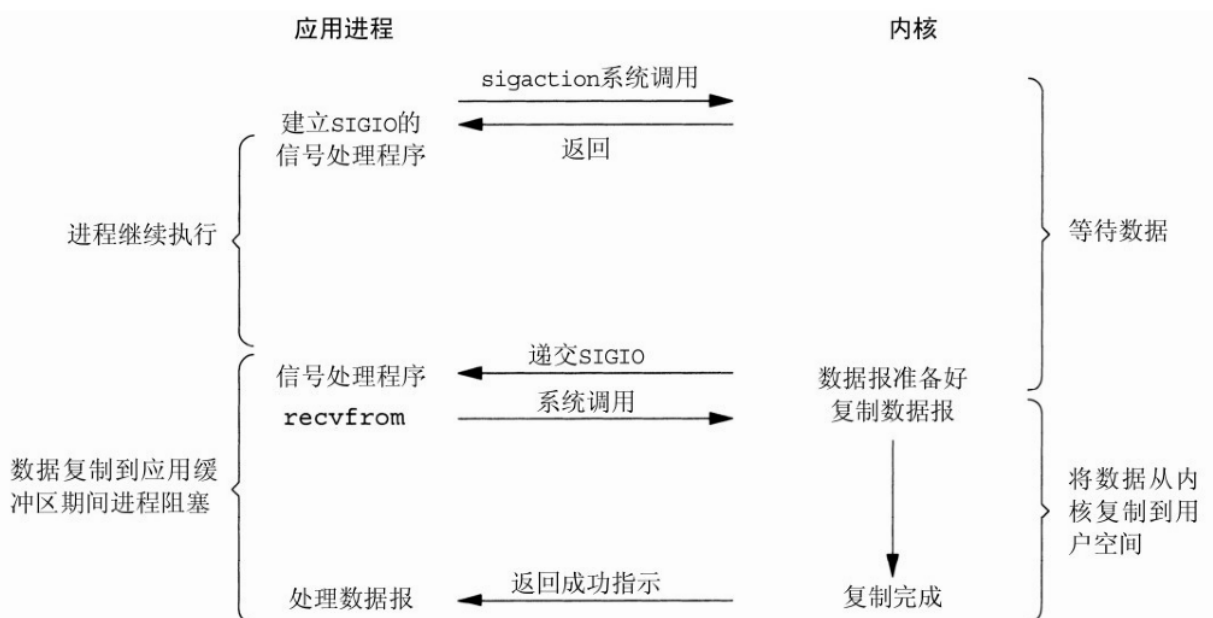 应用进程
内核
sigaction系统调用
建立SIGIO的
信号处理程序
返回
进程继续执行
等待数据
递交SIGIO
信号处理程序
数据报准备好
系统调用
复制数据报
recvfrom
数据复制到应用缓
冲区期间进程阻塞
将数据从内
核复制到用
户空间
返回成功指示
处理数据报
复制完成